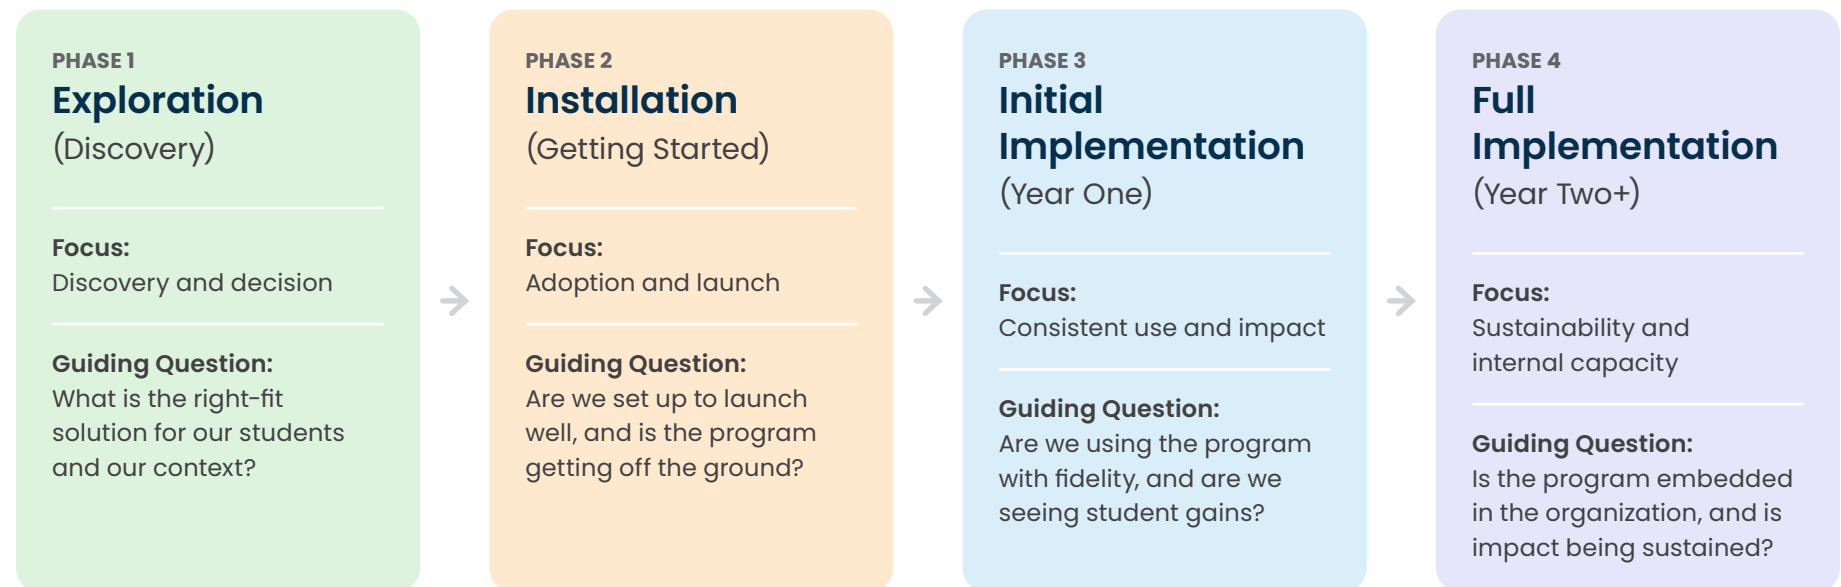 PHASE 1
Exploration
(Discovery)
Focus:
Discovery and decision
Guiding Question:
What is the right-fit
solution for our students
and our context?
PHASE 2
Installation
(Getting Started)
Focus:
Adoption and launch
Guiding Question:
Are we set up to launch
well, and is the program
getting off the ground?
PHASE 3
Initial
Implementation
(Year One)
Focus:
Consistent use and impact
Guiding Question:
Are we using the program
with fidelity, and are we
seeing student gains?
PHASE 4
Full
Implementation
(Year Two+)
Focus:
Sustainability and
internal capacity
Guiding Question:
Is the program embedded
in the organization, and is
impact being sustained?